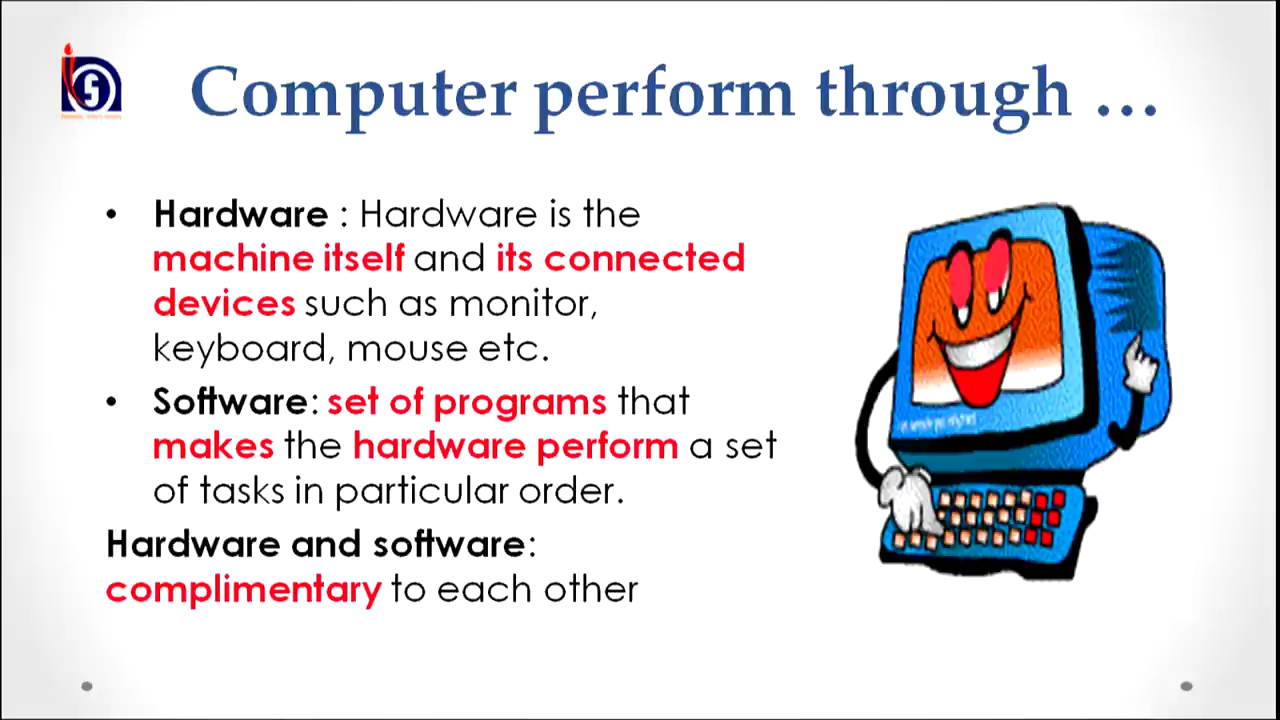 Computer perform through …
• Hardware : Hardware is the
machine itself and its connected
devices such as monitor,
keyboard, mouse etc.
• Software: set of programs that
makes the hardware perform a set
of tasks in particular order.
Hardware and software:
complimentary to each other